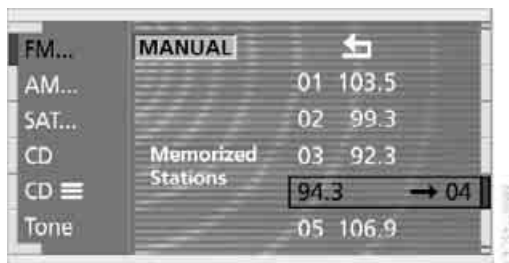 FM...
AM...
SAT...
CD
CD
Tone
MANUAL
Memorized
Stations
01 103.5
02 99.3
03 92.3
94.3 → 04
05 106.9